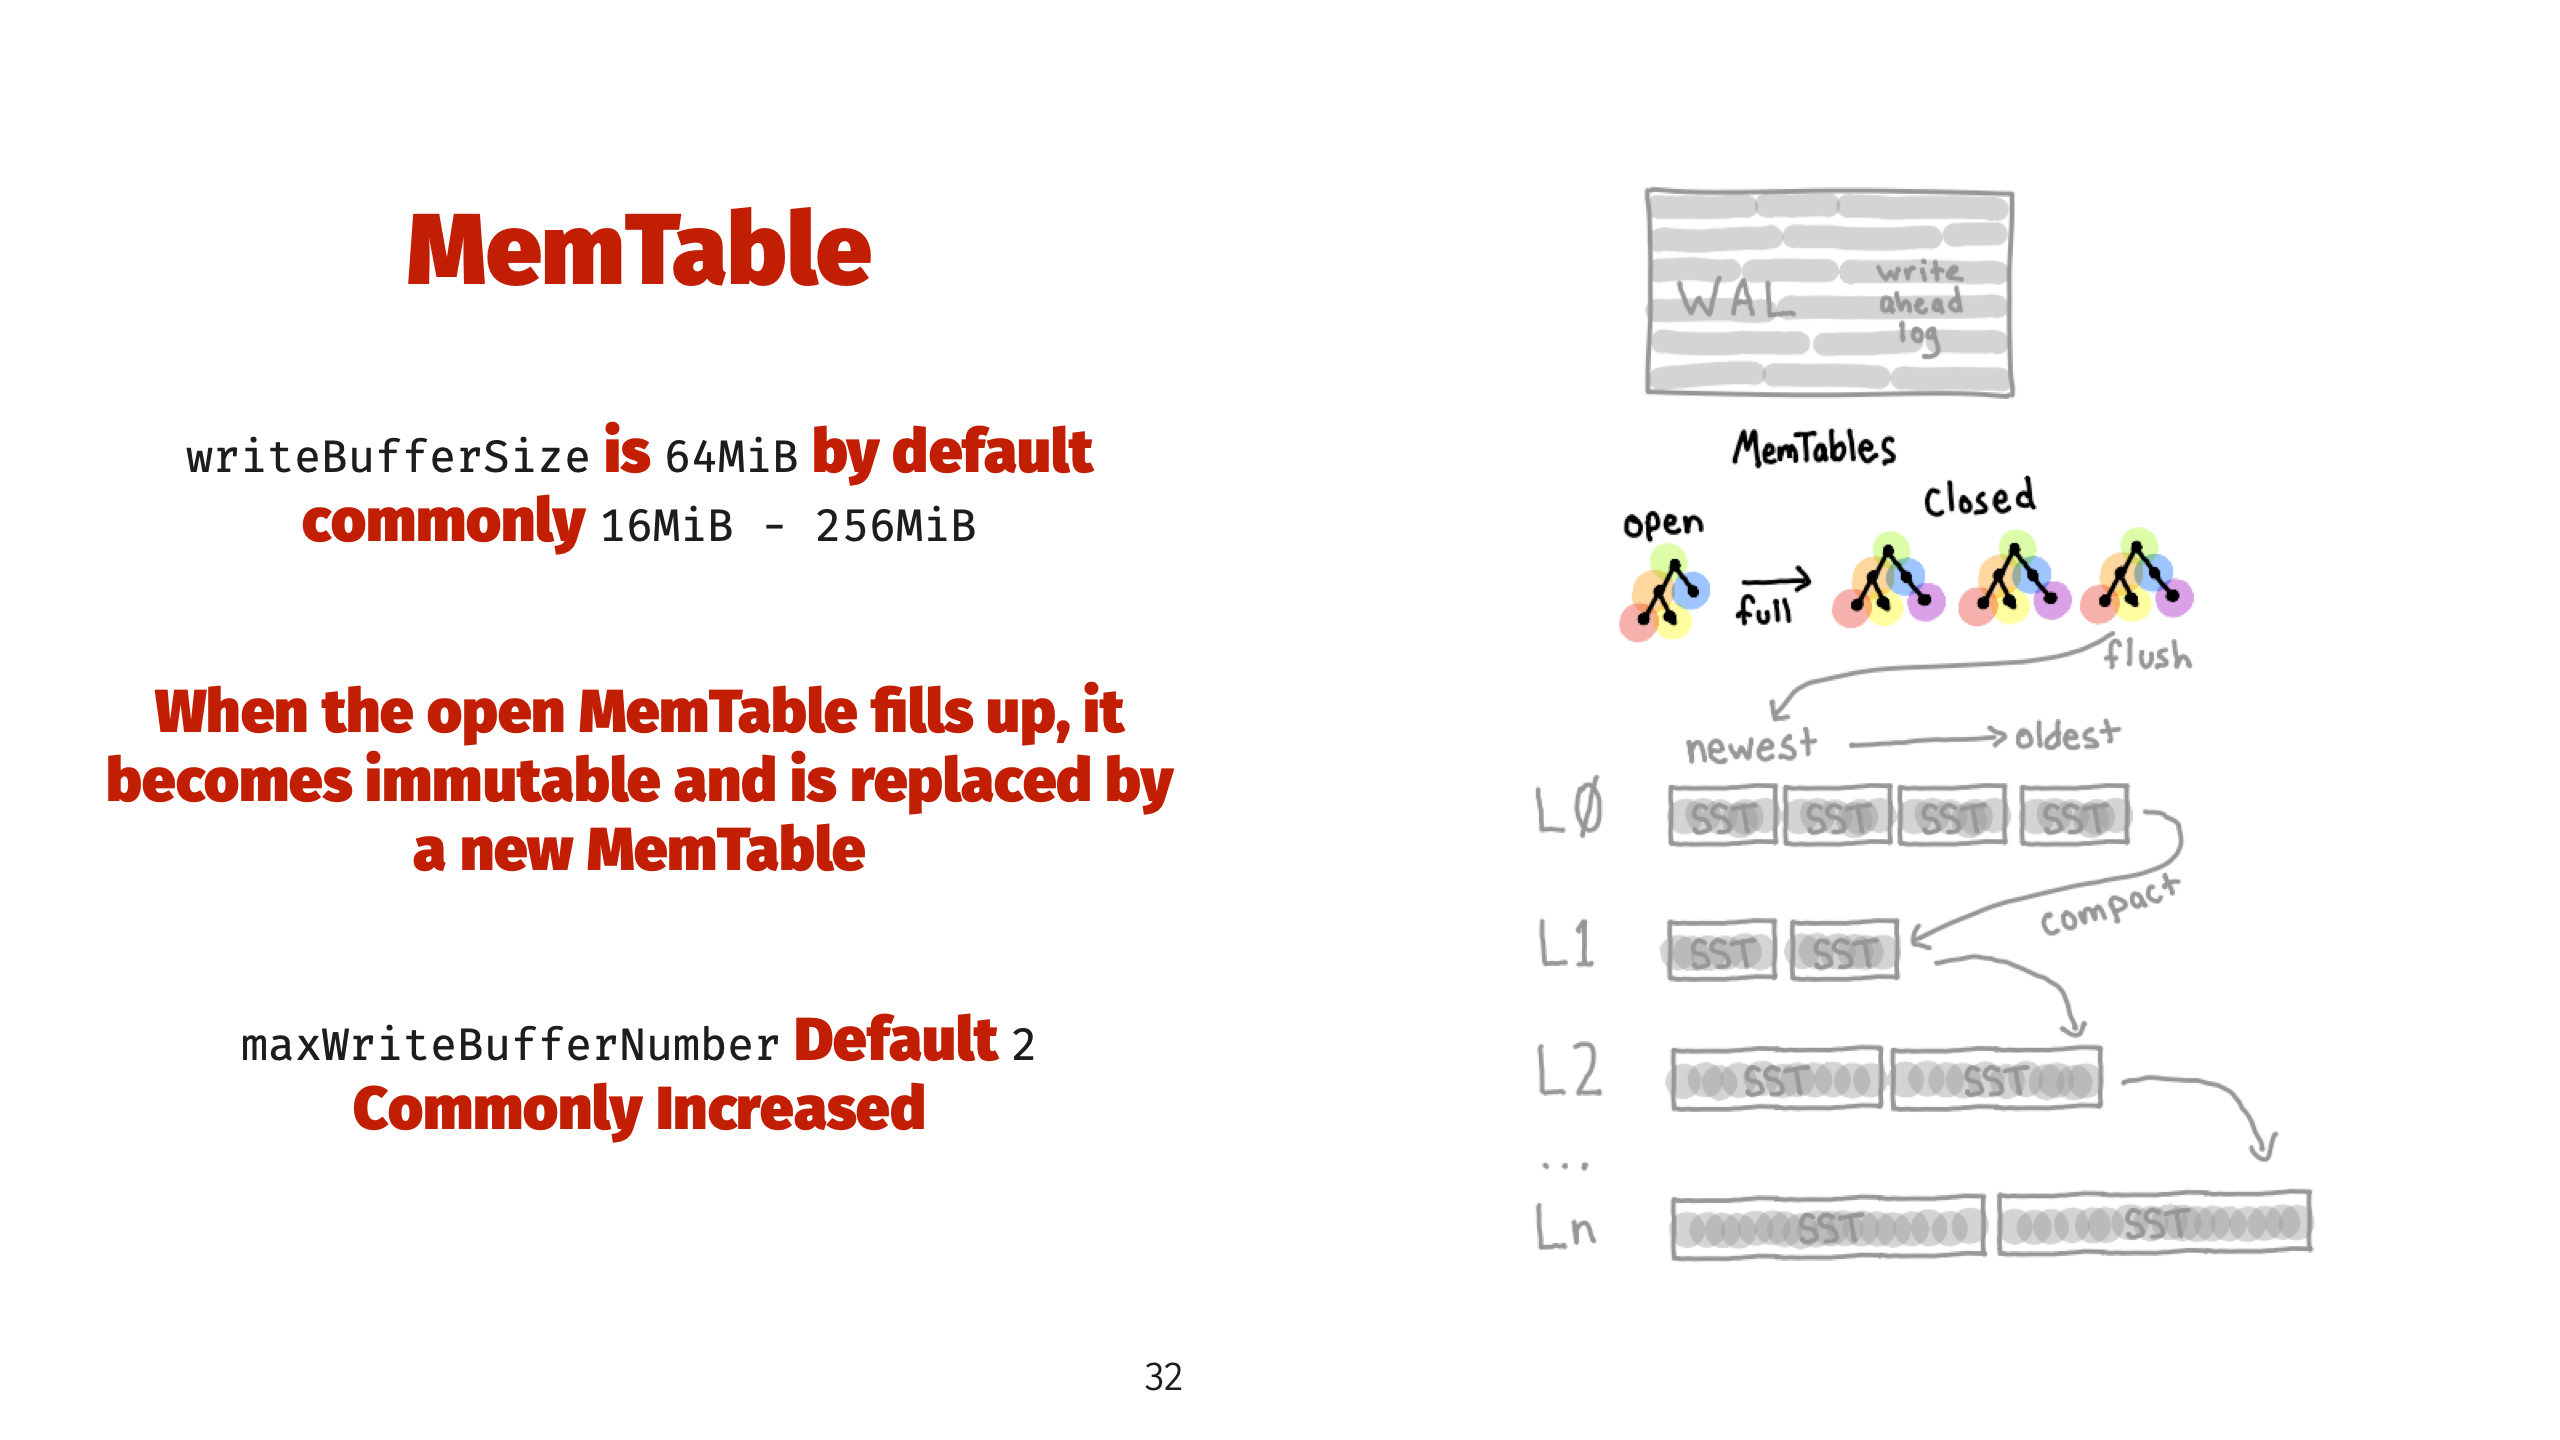 MemTable
writeBufferSize is 64MiB by default
commonly 16MiB - 256MiB
When the open MemTable fills up, it
becomes immutable and is replaced by
a new MemTable
maxWriteBufferNumber Default 2
Commonly Increased
WAL
write
ahead
log
MemTables
open
Closed
full
flush
newest
oldest
LØ
SST SST SST SST
compact
L1
SST SST
L2
SST SST
...
Ln
SST SST
32